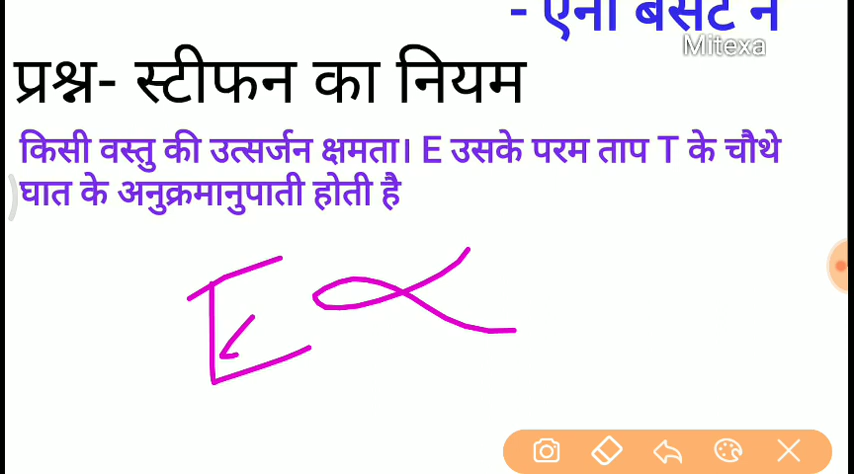 - एनी बेसेंट ने
Mitexa
प्रश्न- स्टीफन का नियम
किसी वस्तु की उत्सर्जन क्षमता। E उसके परम ताप T के चौथे
घात के अनुक्रमानुपाती होती है
E ∝